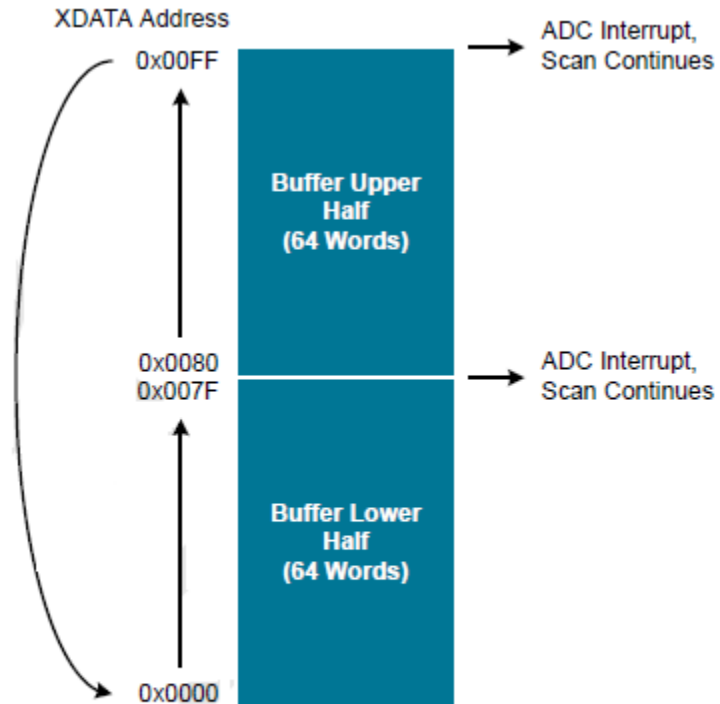 XDATA Address
0x00FF
ADC Interrupt,
Scan Continues
Buffer Upper
Half
(64 Words)
0x0080
0x007F
ADC Interrupt,
Scan Continues
Buffer Lower
Half
(64 Words)
0x0000